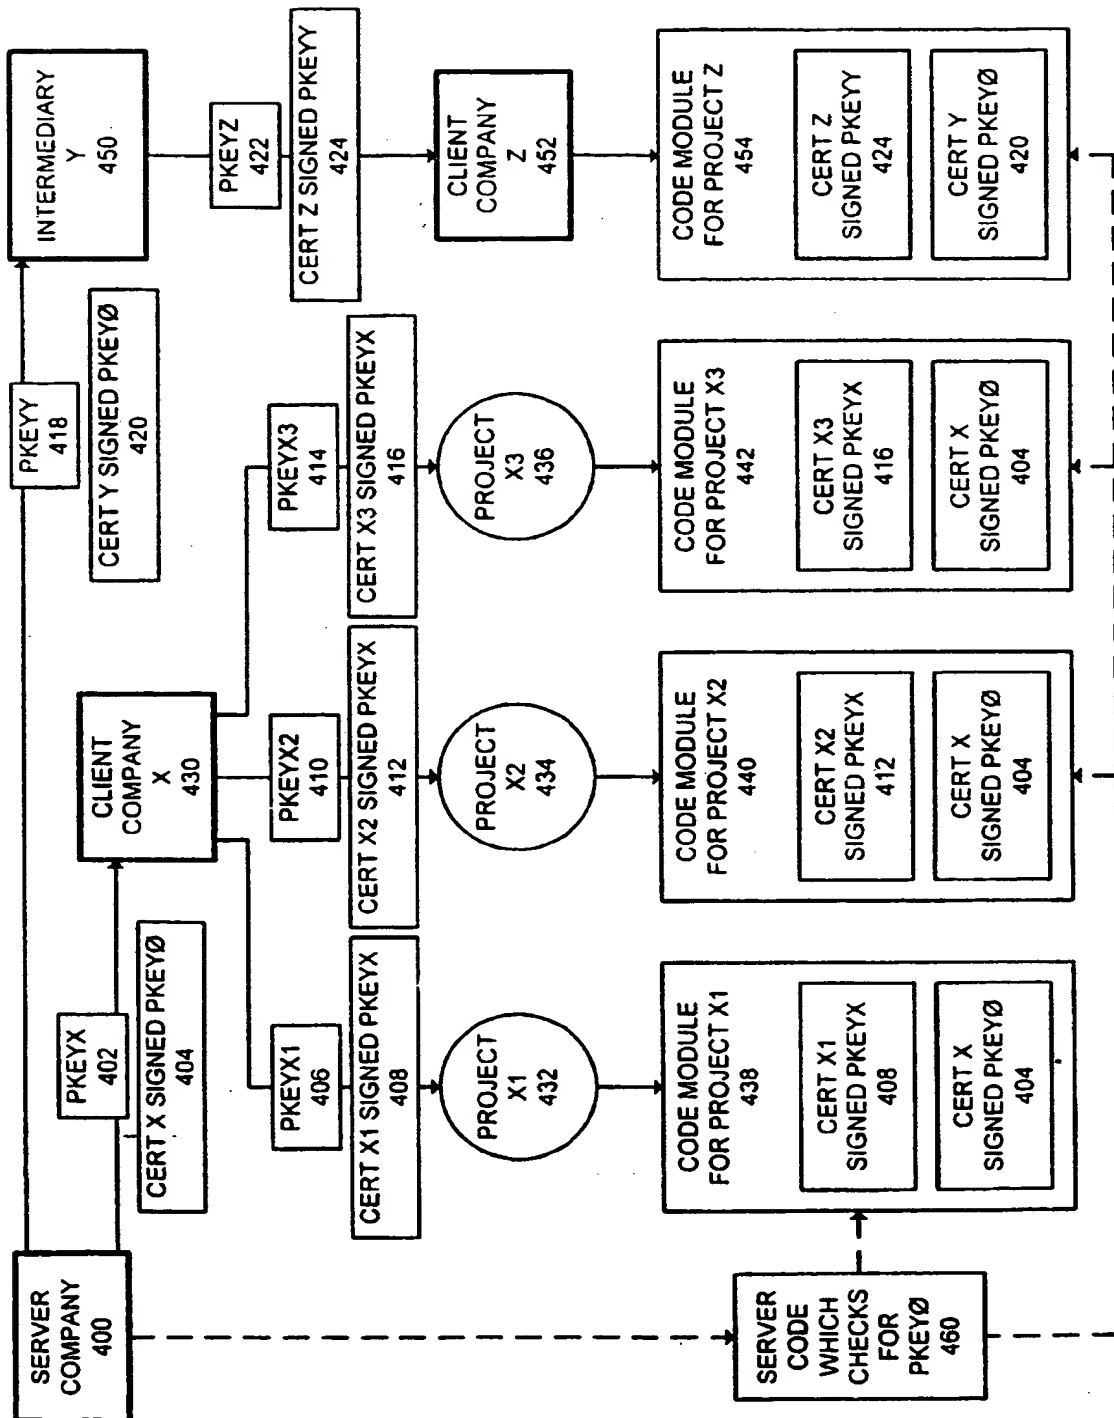 SERVER
COMPANY
400
PKEYX
402
CERT X SIGNED PKEYØ
404
CLIENT
COMPANY
X
430
PKEYY
418
CERT Y SIGNED PKEYØ
420
INTERMEDIARY
Y
450
PKEYX1
406
CERT X1 SIGNED PKEYX
408
PKEYX2
410
CERT X2 SIGNED PKEYX
412
PKEYX3
414
CERT X3 SIGNED PKEYX
416
PKEYZ
422
CERT Z SIGNED PKEYY
424
PROJECT
X1
432
PROJECT
X2
434
PROJECT
X3
436
CLIENT
COMPANY
Z
452
SERVER
CODE
WHICH
CHECKS
FOR
PKEYØ
460
CODE MODULE
FOR PROJECT X1
438
CERT X1
SIGNED PKEYX
408
CERT X
SIGNED PKEYØ
404
CODE MODULE
FOR PROJECT X2
440
CERT X2
SIGNED PKEYX
412
CERT X
SIGNED PKEYØ
404
CODE MODULE
FOR PROJECT X3
442
CERT X3
SIGNED PKEYX
416
CERT X
SIGNED PKEYØ
404
CODE MODULE
FOR PROJECT Z
454
CERT Z
SIGNED PKEYY
424
CERT Y
SIGNED PKEYØ
420